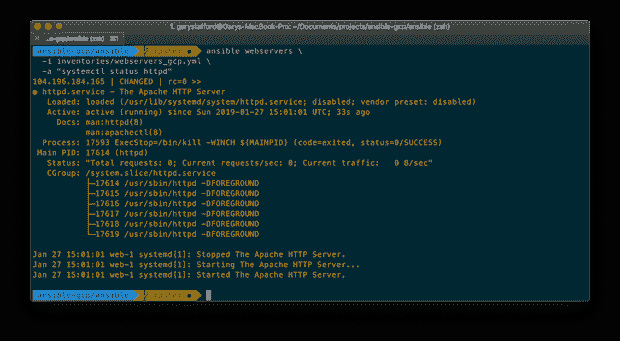 1. garystafford@Garys-MacBook-Pro: ~/Documents/projects/ansible-gcp/ansible (zsh)
ansible-gcp/ansible master ● ansible webservers \
-i inventories/webservers_gcp.yml \
-a "systemctl status httpd"
104.196.184.165 | CHANGED | rc=0 >>
● httpd.service - The Apache HTTP Server
Loaded: loaded (/usr/lib/systemd/system/httpd.service; disabled; vendor preset: disabled)
Active: active (running) since Sun 2019-01-27 15:01:01 UTC; 33s ago
Docs: man:httpd(8)
man:apachectl(8)
Process: 17593 ExecStop=/bin/kill -WINCH ${MAINPID} (code=exited, status=0/SUCCESS)
Main PID: 17614 (httpd)
Status: "Total requests: 0; Current requests/sec: 0; Current traffic:   0 B/sec"
CGroup: /system.slice/httpd.service
├─17614 /usr/sbin/httpd -DFOREGROUND
├─17615 /usr/sbin/httpd -DFOREGROUND
├─17616 /usr/sbin/httpd -DFOREGROUND
├─17617 /usr/sbin/httpd -DFOREGROUND
├─17618 /usr/sbin/httpd -DFOREGROUND
└─17619 /usr/sbin/httpd -DFOREGROUND
Jan 27 15:01:01 web-1 systemd[1]: Stopped The Apache HTTP Server.
Jan 27 15:01:01 web-1 systemd[1]: Starting The Apache HTTP Server...
Jan 27 15:01:01 web-1 systemd[1]: Started The Apache HTTP Server.
ansible-gcp/ansible master ●